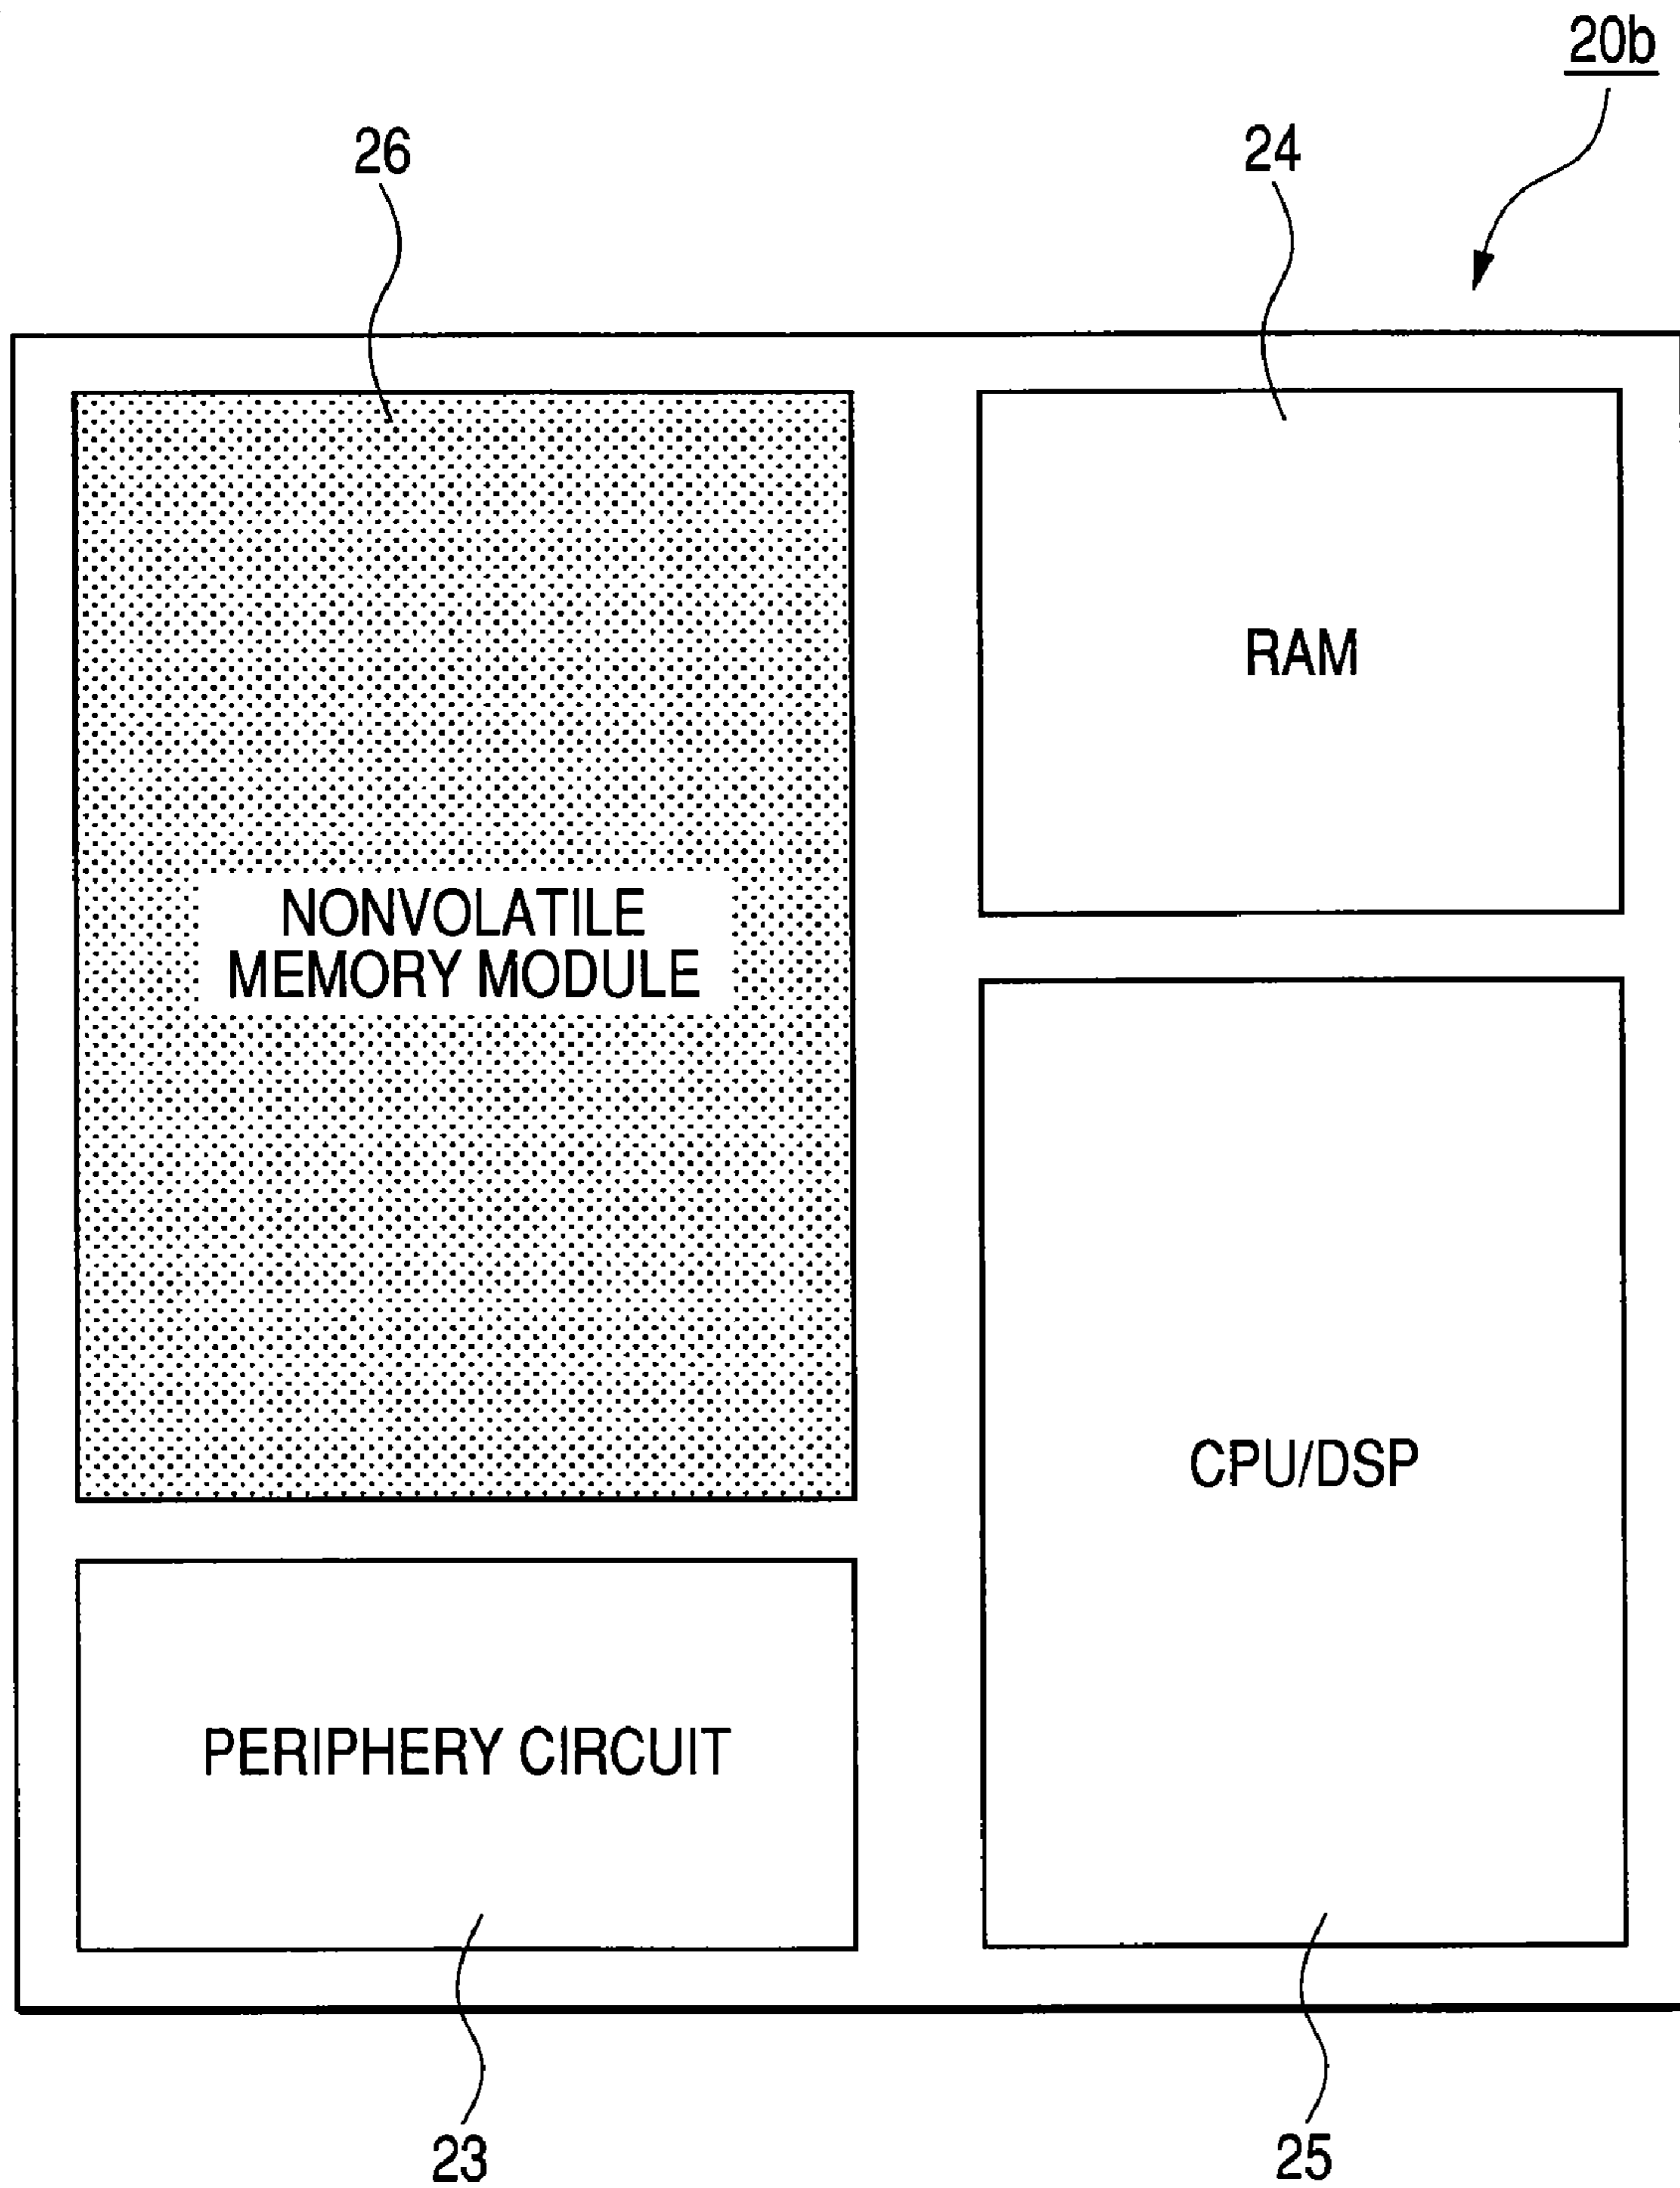 20b
26
24
RAM
NONVOLATILE
MEMORY MODULE
CPU/DSP
PERIPHERY CIRCUIT
23
25